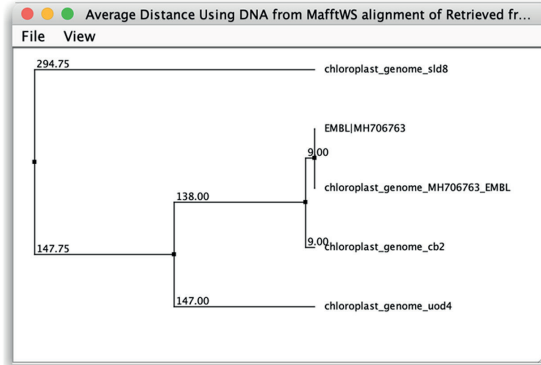 Average Distance Using DNA from MafftWS alignment of Retrieved fr...
File View
294.75
chloroplast_genome_sld8
EMBL|MH706763
9.00
chloroplast_genome_MH706763_EMBL
138.00
9.00
chloroplast_genome_cb2
147.75
147.00
chloroplast_genome_uod4